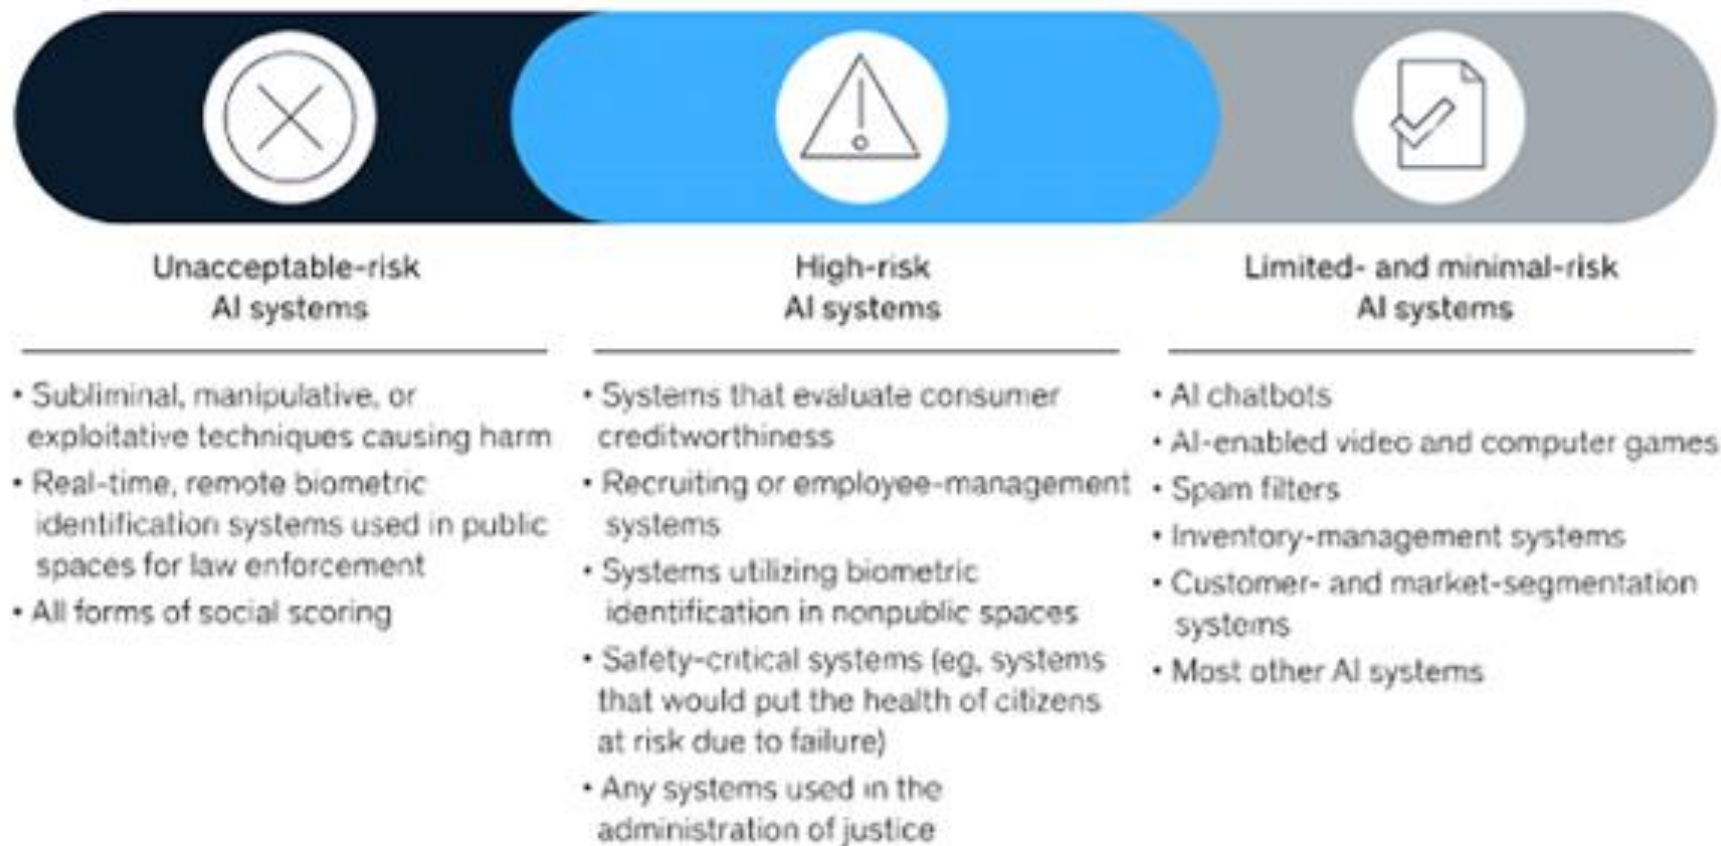 Unacceptable-risk
AI systems
• Subliminal, manipulative, or
exploitative techniques causing harm
• Real-time, remote biometric
identification systems used in public
spaces for law enforcement
• All forms of social scoring
High-risk
AI systems
• Systems that evaluate consumer
creditworthiness
• Recruiting or employee-management
systems
• Systems utilizing biometric
identification in nonpublic spaces
• Safety-critical systems (eg, systems
that would put the health of citizens
at risk due to failure)
• Any systems used in the
administration of justice
Limited- and minimal-risk
AI systems
• AI chatbots
• AI-enabled video and computer games
• Spam filters
• Inventory-management systems
• Customer- and market-segmentation
systems
• Most other AI systems